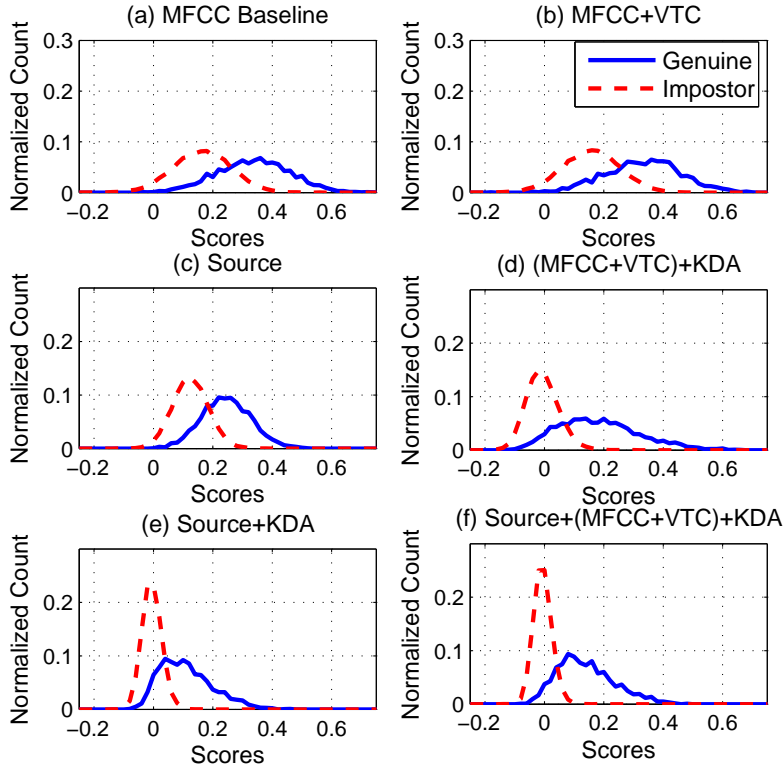 (a) MFCC Baseline
Normalized Count
0.3
0.2
0.1
0
−0.2 0 0.2 0.4 0.6
Scores
(b) MFCC+VTC
Genuine
Impostor
Normalized Count
0.3
0.2
0.1
0
−0.2 0 0.2 0.4 0.6
Scores
(c) Source
Normalized Count
0.2
0.1
0
−0.2 0 0.2 0.4 0.6
Scores
(d) (MFCC+VTC)+KDA
Normalized Count
0.2
0.1
0
−0.2 0 0.2 0.4 0.6
Scores
(e) Source+KDA
Normalized Count
0.2
0.1
0
−0.2 0 0.2 0.4 0.6
Scores
(f) Source+(MFCC+VTC)+KDA
Normalized Count
0.2
0.1
0
−0.2 0 0.2 0.4 0.6
Scores